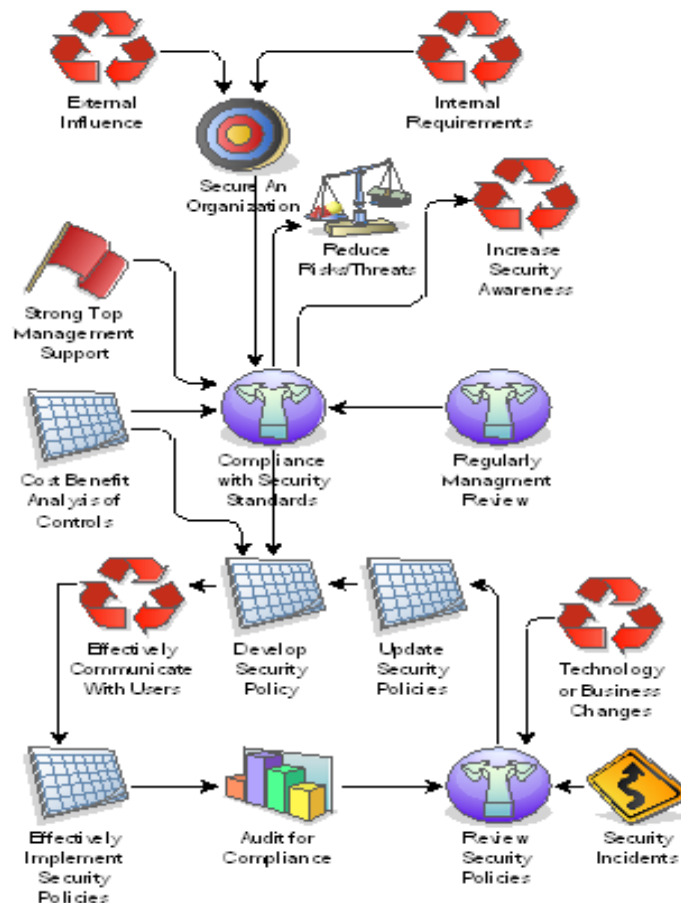 External
Influence
Internal
Requirements
Secure An
Organization
Reduce
Risks/Threats
Increase
Security
Awareness
Strong Top
Management
Support
Cost Benefit
Analysis of
Controls
Compliance
with Security
Standards
Regularly
Managment
Review
Effectively
Communicate
With Users
Develop
Security
Policy
Update
Security
Policies
Technology
or Business
Changes
Effectively
Implement
Security
Policies
Audit for
Compliance
Review
Security
Policies
Security
Incidents